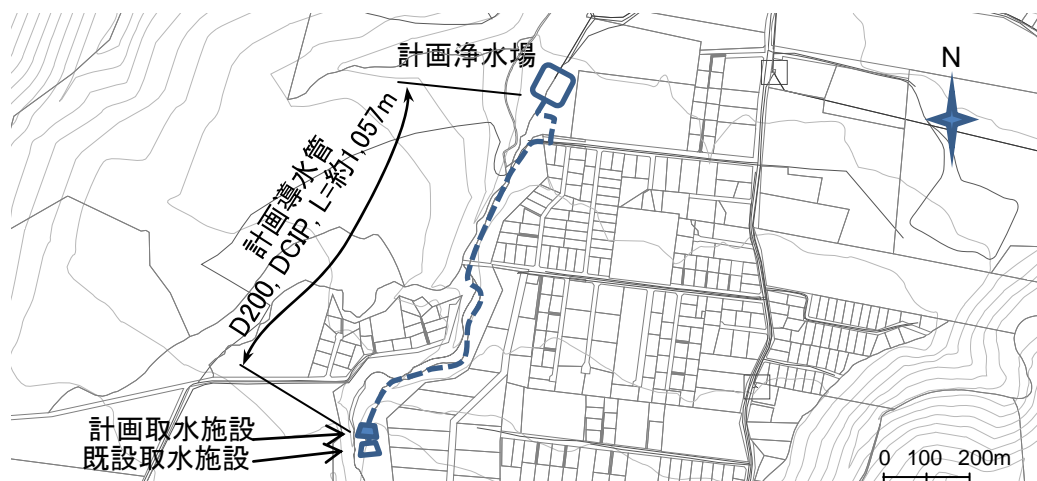 計画浄水場
N
計画導水管
D200, DCIP, L=約1,057m
計画取水施設
既設取水施設
0 100 200m